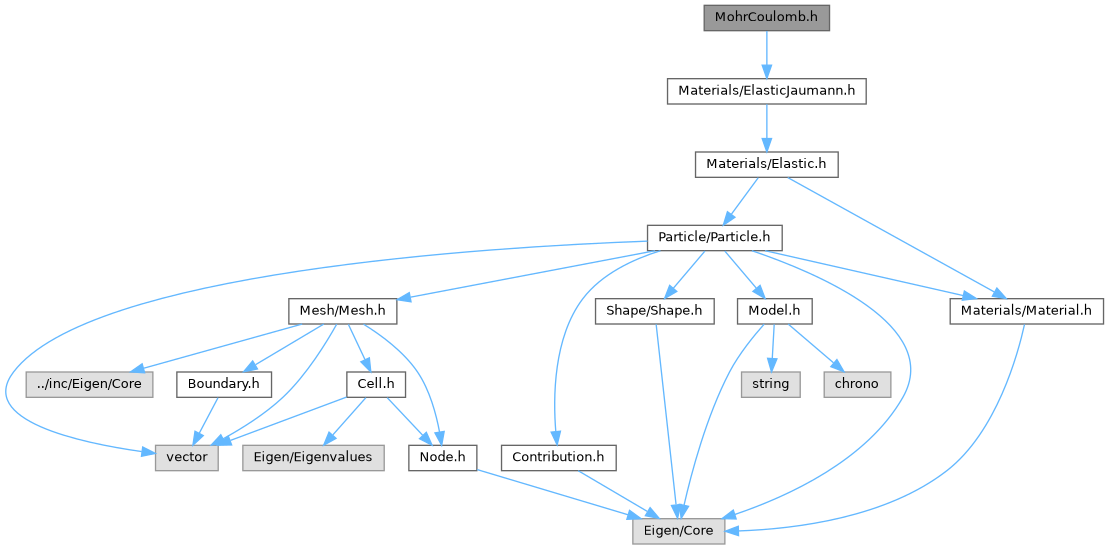 MohrCoulomb.h
Materials/ElasticJaumann.h
Materials/Elastic.h
Particle/Particle.h
Mesh/Mesh.h
Shape/Shape.h
Model.h
Materials/Material.h
../inc/Eigen/Core
Boundary.h
Cell.h
string
chrono
vector
Eigen/Eigenvalues
Node.h
Contribution.h
Eigen/Core